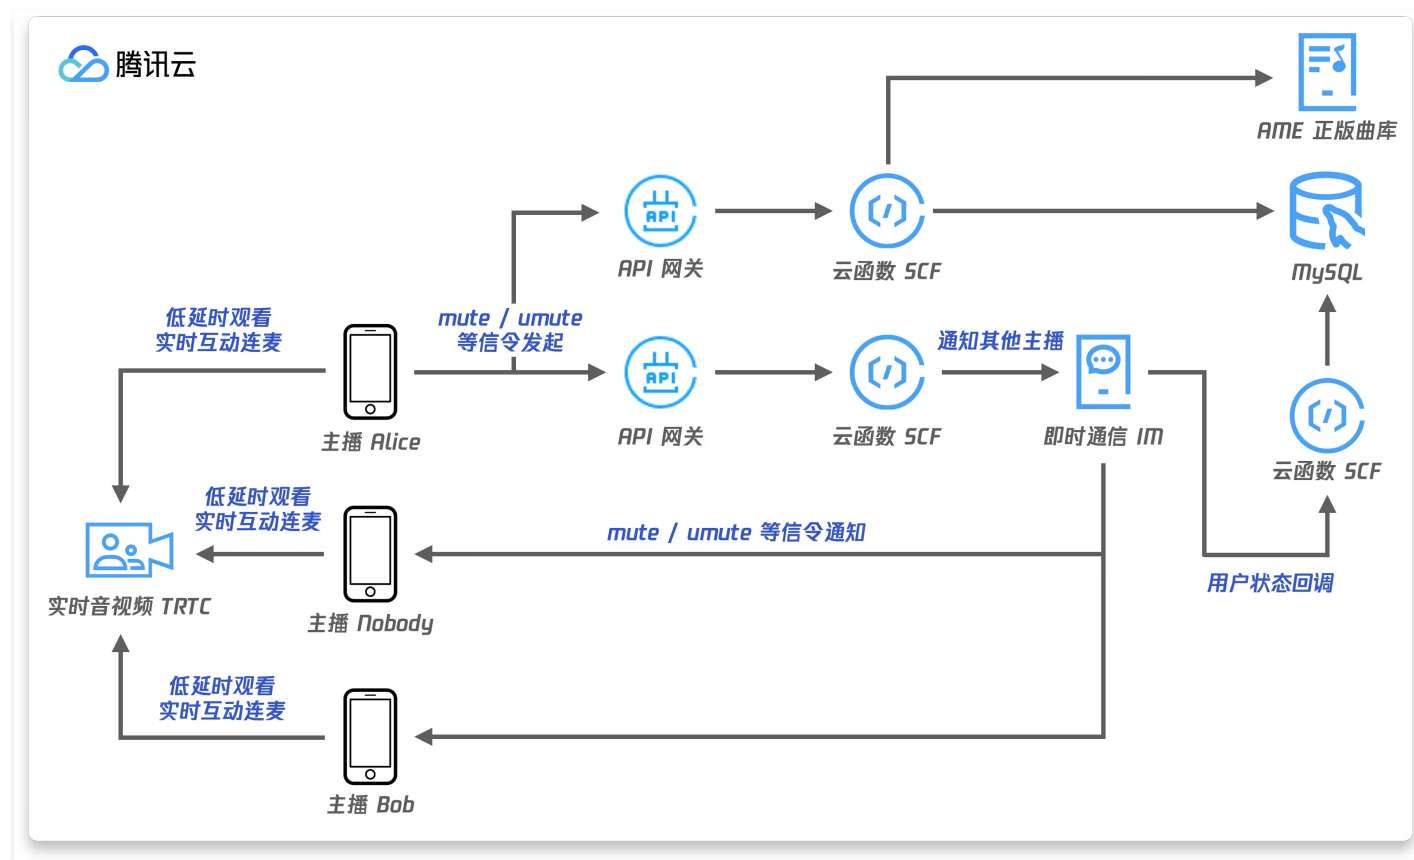 腾讯云
AME 正版曲库
API
API 网关
云函数 SCF
MySQL
低延时观看
实时互动连麦
mute / umute
等信令发起
通知其他主播
API
主播 Alice
API 网关
云函数 SCF
即时通信 IM
云函数 SCF
低延时观看
实时互动连麦
mute / umute 等信令通知
用户状态回调
实时音视频 TRTC
主播 Nobody
低延时观看
实时互动连麦
主播 Bob